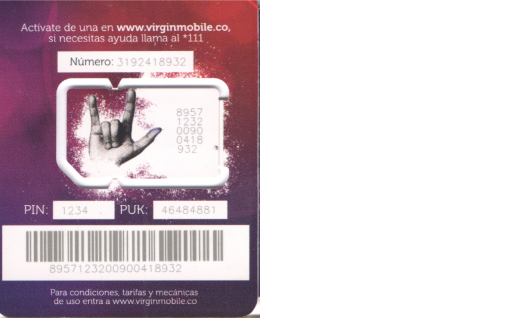 Actívate de una en www.virginmobile.co,
si necesitas ayuda llama al *111
Número: 3192418932
8957
1232
0090
0418
932
PIN: 1234 PUK: 46484881
8957123200900418932
Para condiciones, tarifas y mecánicas
de uso entra a www.virginmobile.co